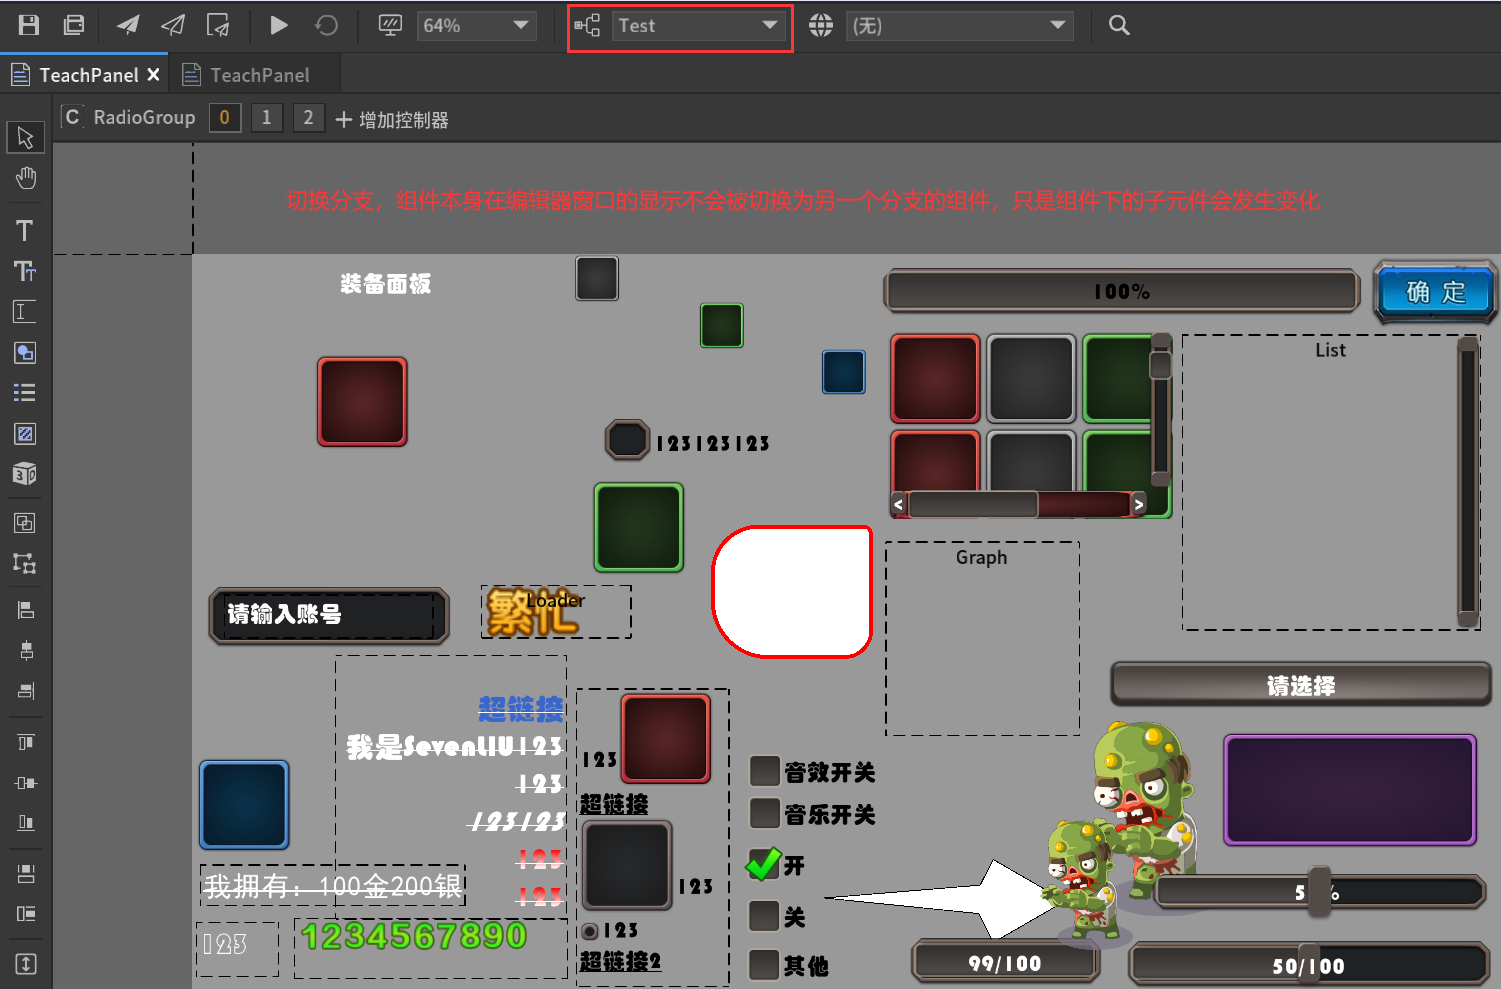 64%
Test
(无)
TeachPanel
TeachPanel
C RadioGroup 0 1 2 增加控制器
切换分支，组件本身在编辑器窗口的显示不会被切换为另一个分支的组件，只是组件下的子元件会发生变化
装备面板
100%
确 定
List
123123123
Graph
请输入账号
繁忙
Loader
请选择
超链接
我是SevenLIU123
123
123123
123
123
123
超链接
123
123
超链接2
音效开关
音乐开关
开
关
其他
我拥有：100金200银
123
1234567890
99/100
50/100